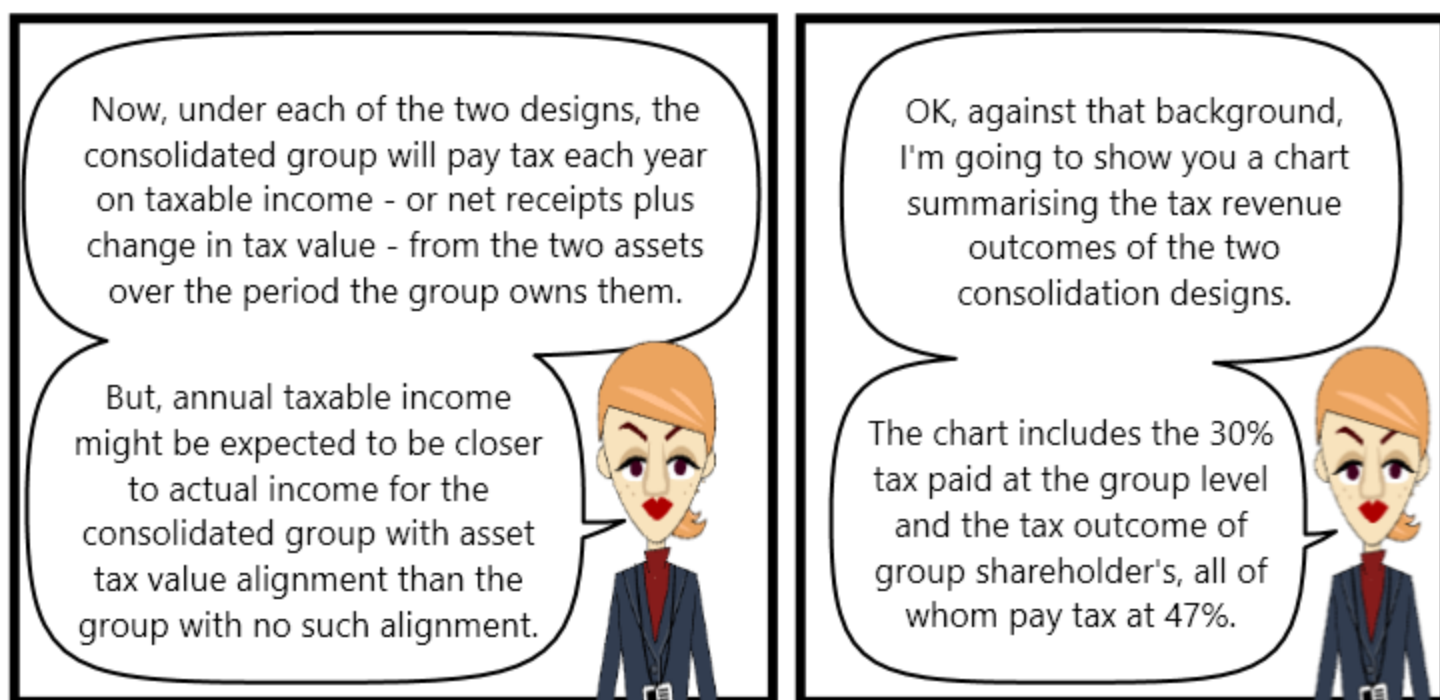 Now, under each of the two designs, the
consolidated group will pay tax each year
on taxable income - or net receipts plus
change in tax value - from the two assets
over the period the group owns them.
But, annual taxable income
might be expected to be closer
to actual income for the
consolidated group with asset
tax value alignment than the
group with no such alignment.
OK, against that background,
I'm going to show you a chart
summarising the tax revenue
outcomes of the two
consolidation designs.
The chart includes the 30%
tax paid at the group level
and the tax outcome of
group shareholder's, all of
whom pay tax at 47%.